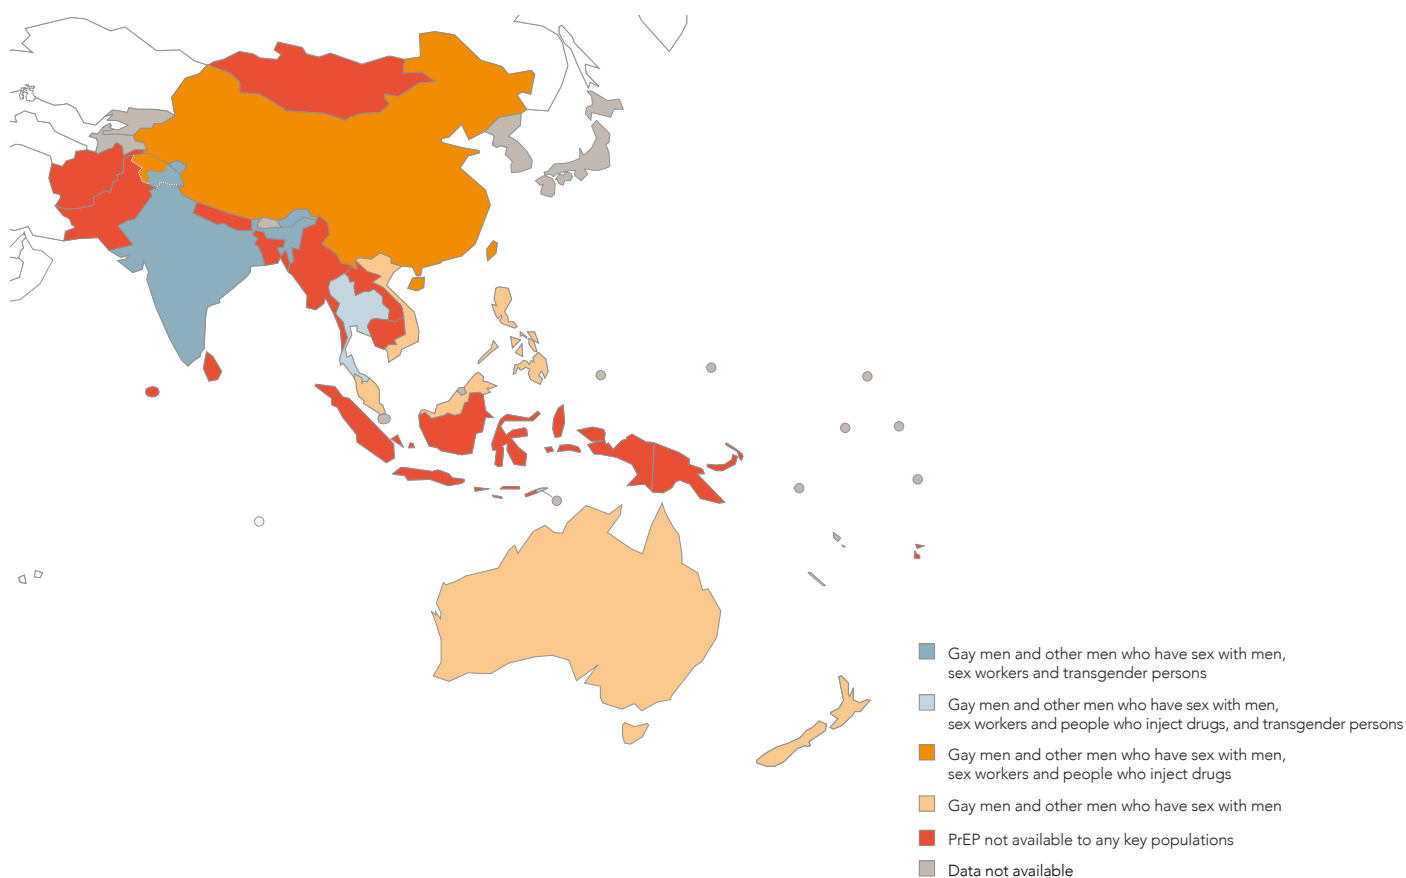 Gay men and other men who have sex with men,
sex workers and transgender persons
Gay men and other men who have sex with men,
sex workers and people who inject drugs, and transgender persons
Gay men and other men who have sex with men,
sex workers and people who inject drugs
Gay men and other men who have sex with men
PrEP not available to any key populations
Data not available